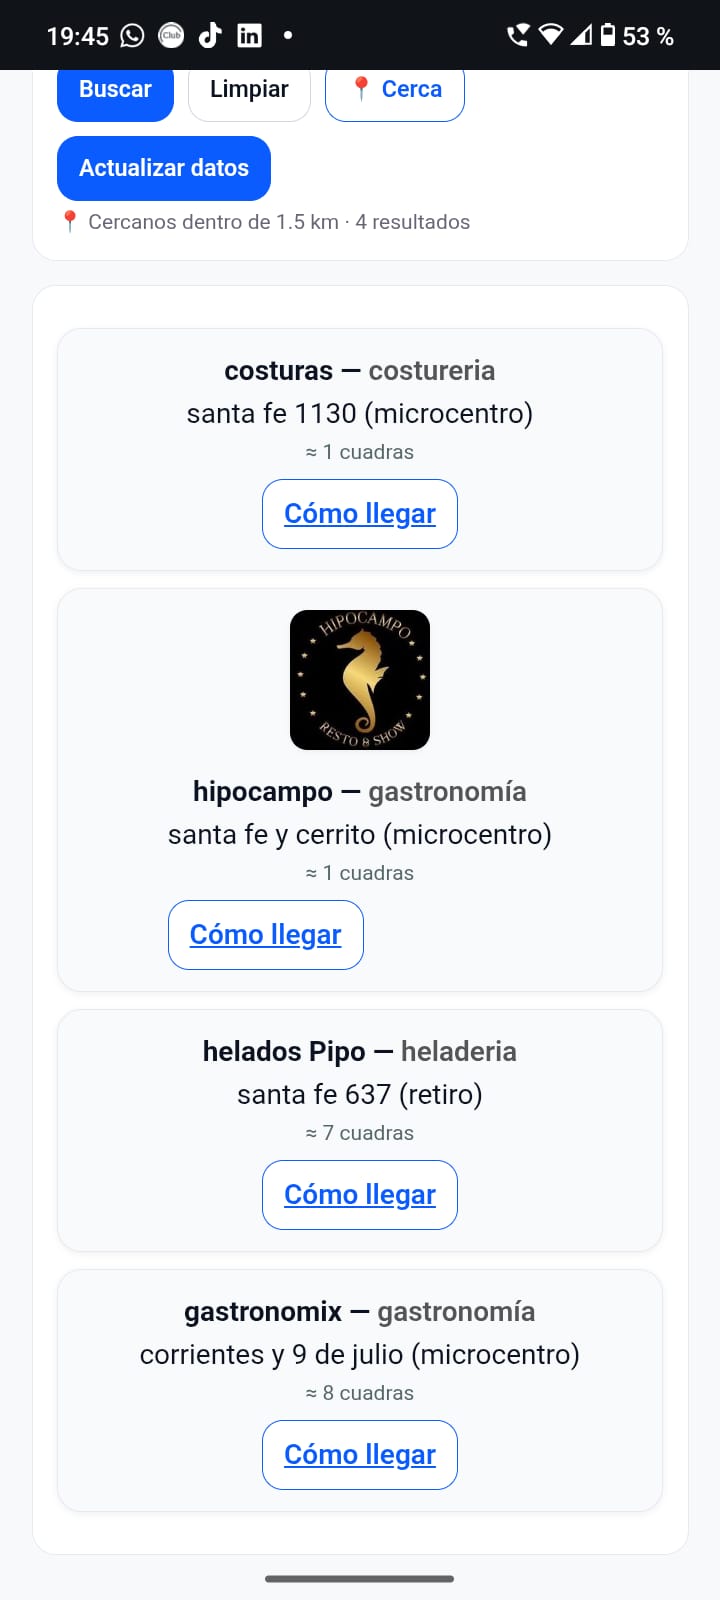 19:45 Club in 53 %
Buscar Limpiar Cerca
Actualizar datos
Cercanos dentro de 1.5 km · 4 resultados
costuras — costureria
santa fe 1130 (microcentro)
≈ 1 cuadras
Cómo llegar
HIPOCAMPO
RESTO & SHOW
hipocampo — gastronomía
santa fe y cerrito (microcentro)
≈ 1 cuadras
Cómo llegar
helados Pipo — heladeria
santa fe 637 (retiro)
≈ 7 cuadras
Cómo llegar
gastronomix — gastronomía
corrientes y 9 de julio (microcentro)
≈ 8 cuadras
Cómo llegar